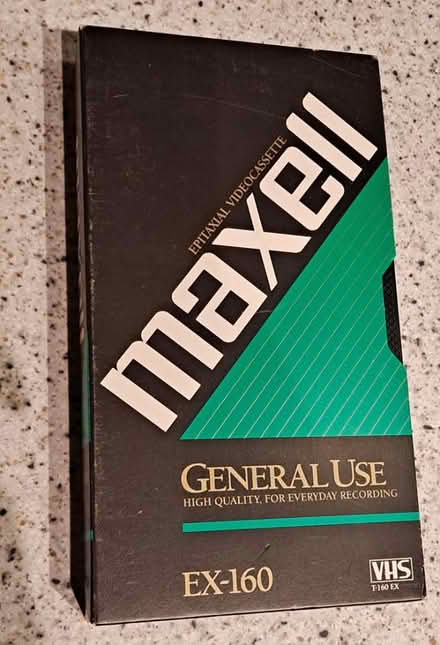 EPITAXIAL VIDEOCASSETTE
maxell
GENERAL USE
HIGH QUALITY, FOR EVERYDAY RECORDING
EX-160
VHS
T-160 EX